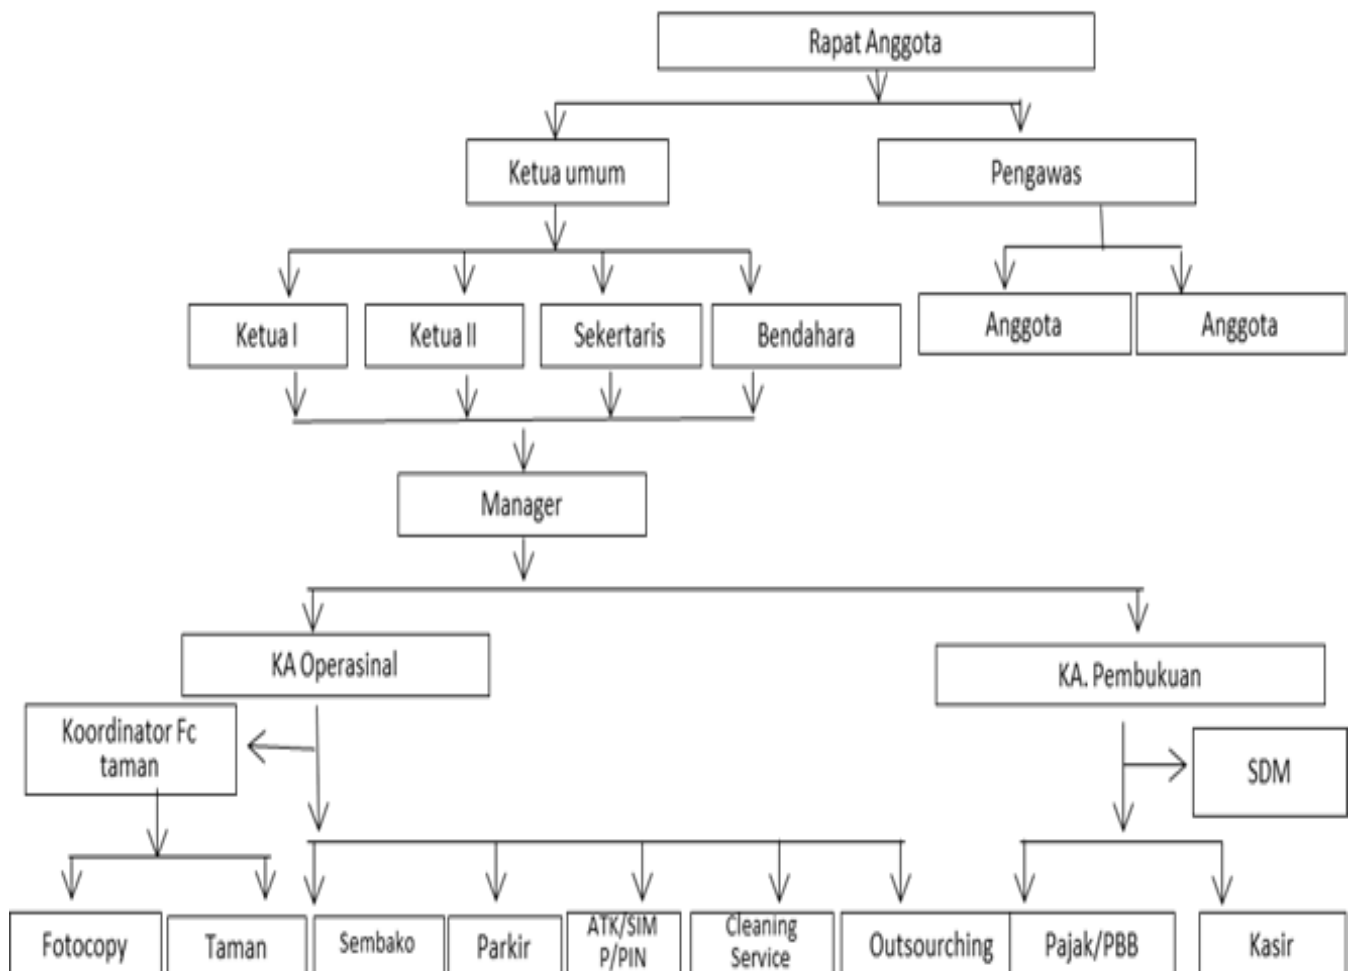 Rapat Anggota
Ketua umum
Pengawas
Ketua I
Ketua II
Sekertaris
Bendahara
Anggota
Anggota
Manager
KA Operasinal
KA. Pembukuan
Koordinator Fc
taman
SDM
Fotocopy
Taman
Sembako
Parkir
ATK/SIM
P/PIN
Cleaning
Service
Outsourching
Pajak/PBB
Kasir